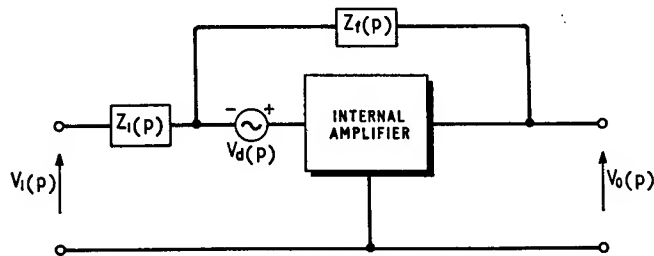 Zf(p)
Z1(p)
- +
Vd(p)
INTERNAL
AMPLIFIER
V1(p)
V0(p)